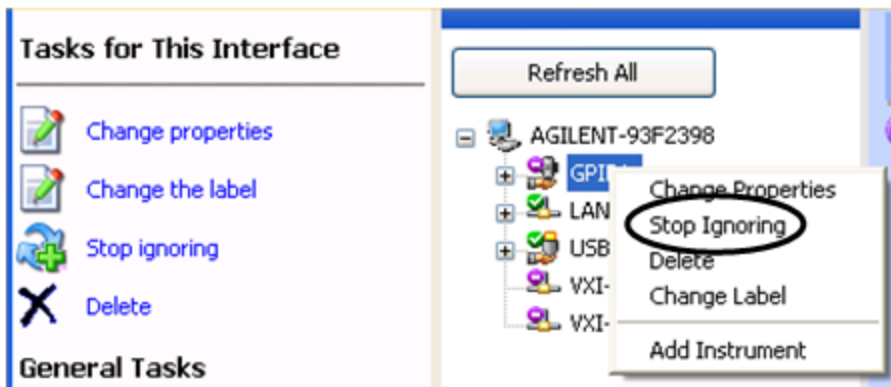 Tasks for This Interface
Change properties
Change the label
Stop ignoring
Delete
General Tasks
Refresh All
AGILENT-93F2398
LAN
USB
VXI-
VXI-
Change Properties
Stop Ignoring
Delete
Change Label
Add Instrument